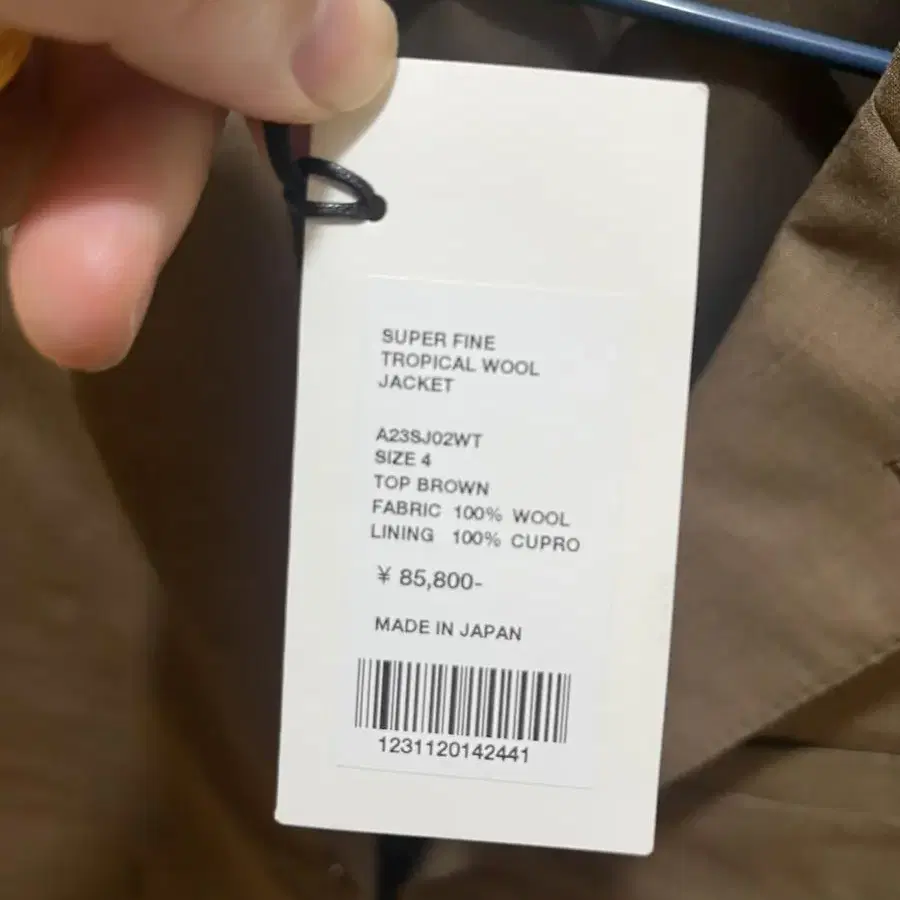 SUPER FINE
TROPICAL WOOL
JACKET
A23SJ02WT
SIZE 4
TOP BROWN
FABRIC 100% WOOL
LINING 100% CUPRO
¥ 85,800-
MADE IN JAPAN
1231120142441